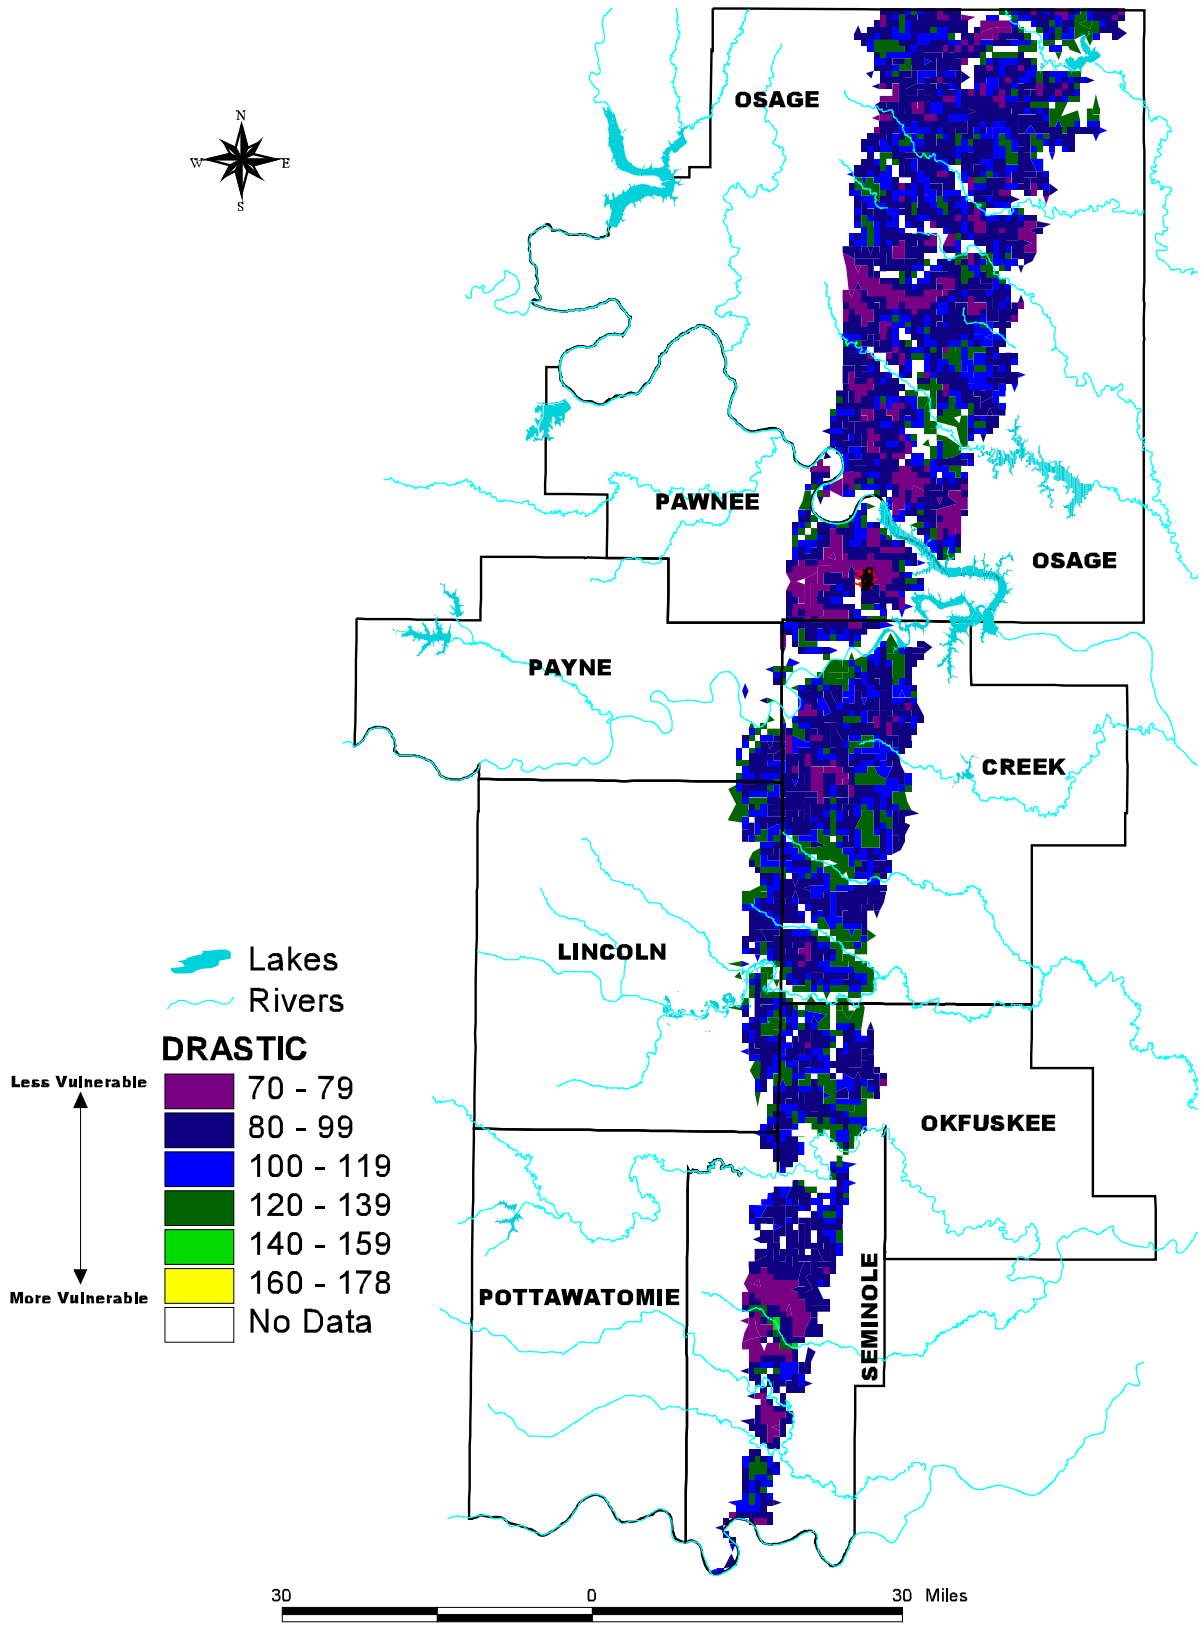 OSAGE
N
W E
S
PAWNEE
OSAGE
PAYNE
CREEK
LINCOLN
Lakes
Rivers
DRASTIC
Less Vulnerable
70 - 79
80 - 99
100 - 119
120 - 139
140 - 159
160 - 178
No Data
More Vulnerable
OKFUSKEE
POTTAWATOMIE
SEMINOLE
30 0 30 Miles